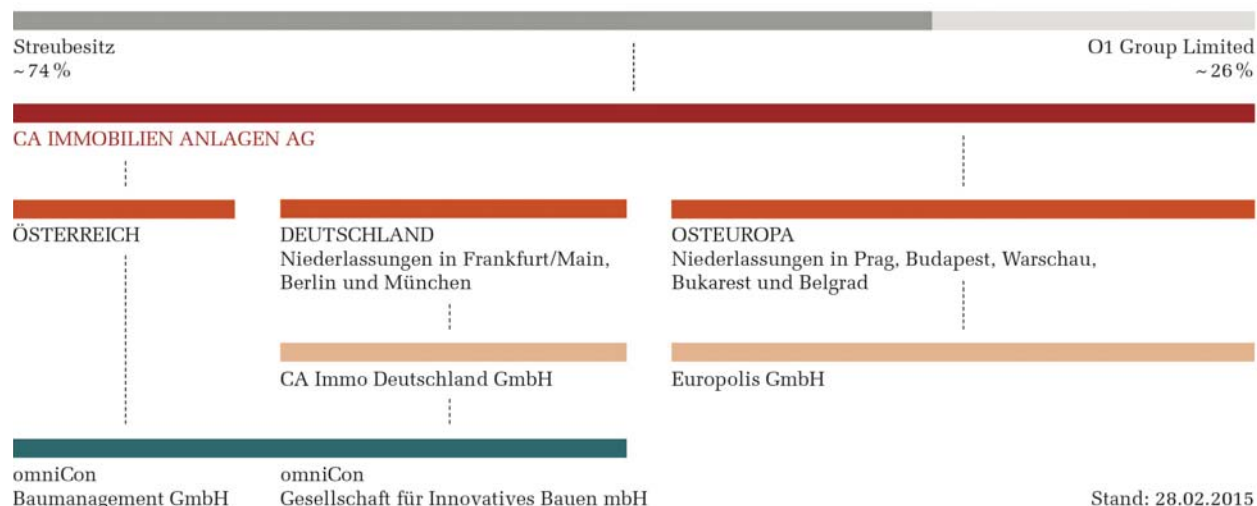 Streubesitz
~ 74 %
O1 Group Limited
~ 26 %
CA IMMOBILIEN ANLAGEN AG
ÖSTERREICH
DEUTSCHLAND
Niederlassungen in Frankfurt/Main,
Berlin und München
OSTEUROPA
Niederlassungen in Prag, Budapest, Warschau,
Bukarest und Belgrad
CA Immo Deutschland GmbH
Europolis GmbH
omniCon
Baumanagement GmbH
omniCon
Gesellschaft für Innovatives Bauen mbH
Stand: 28.02.2015